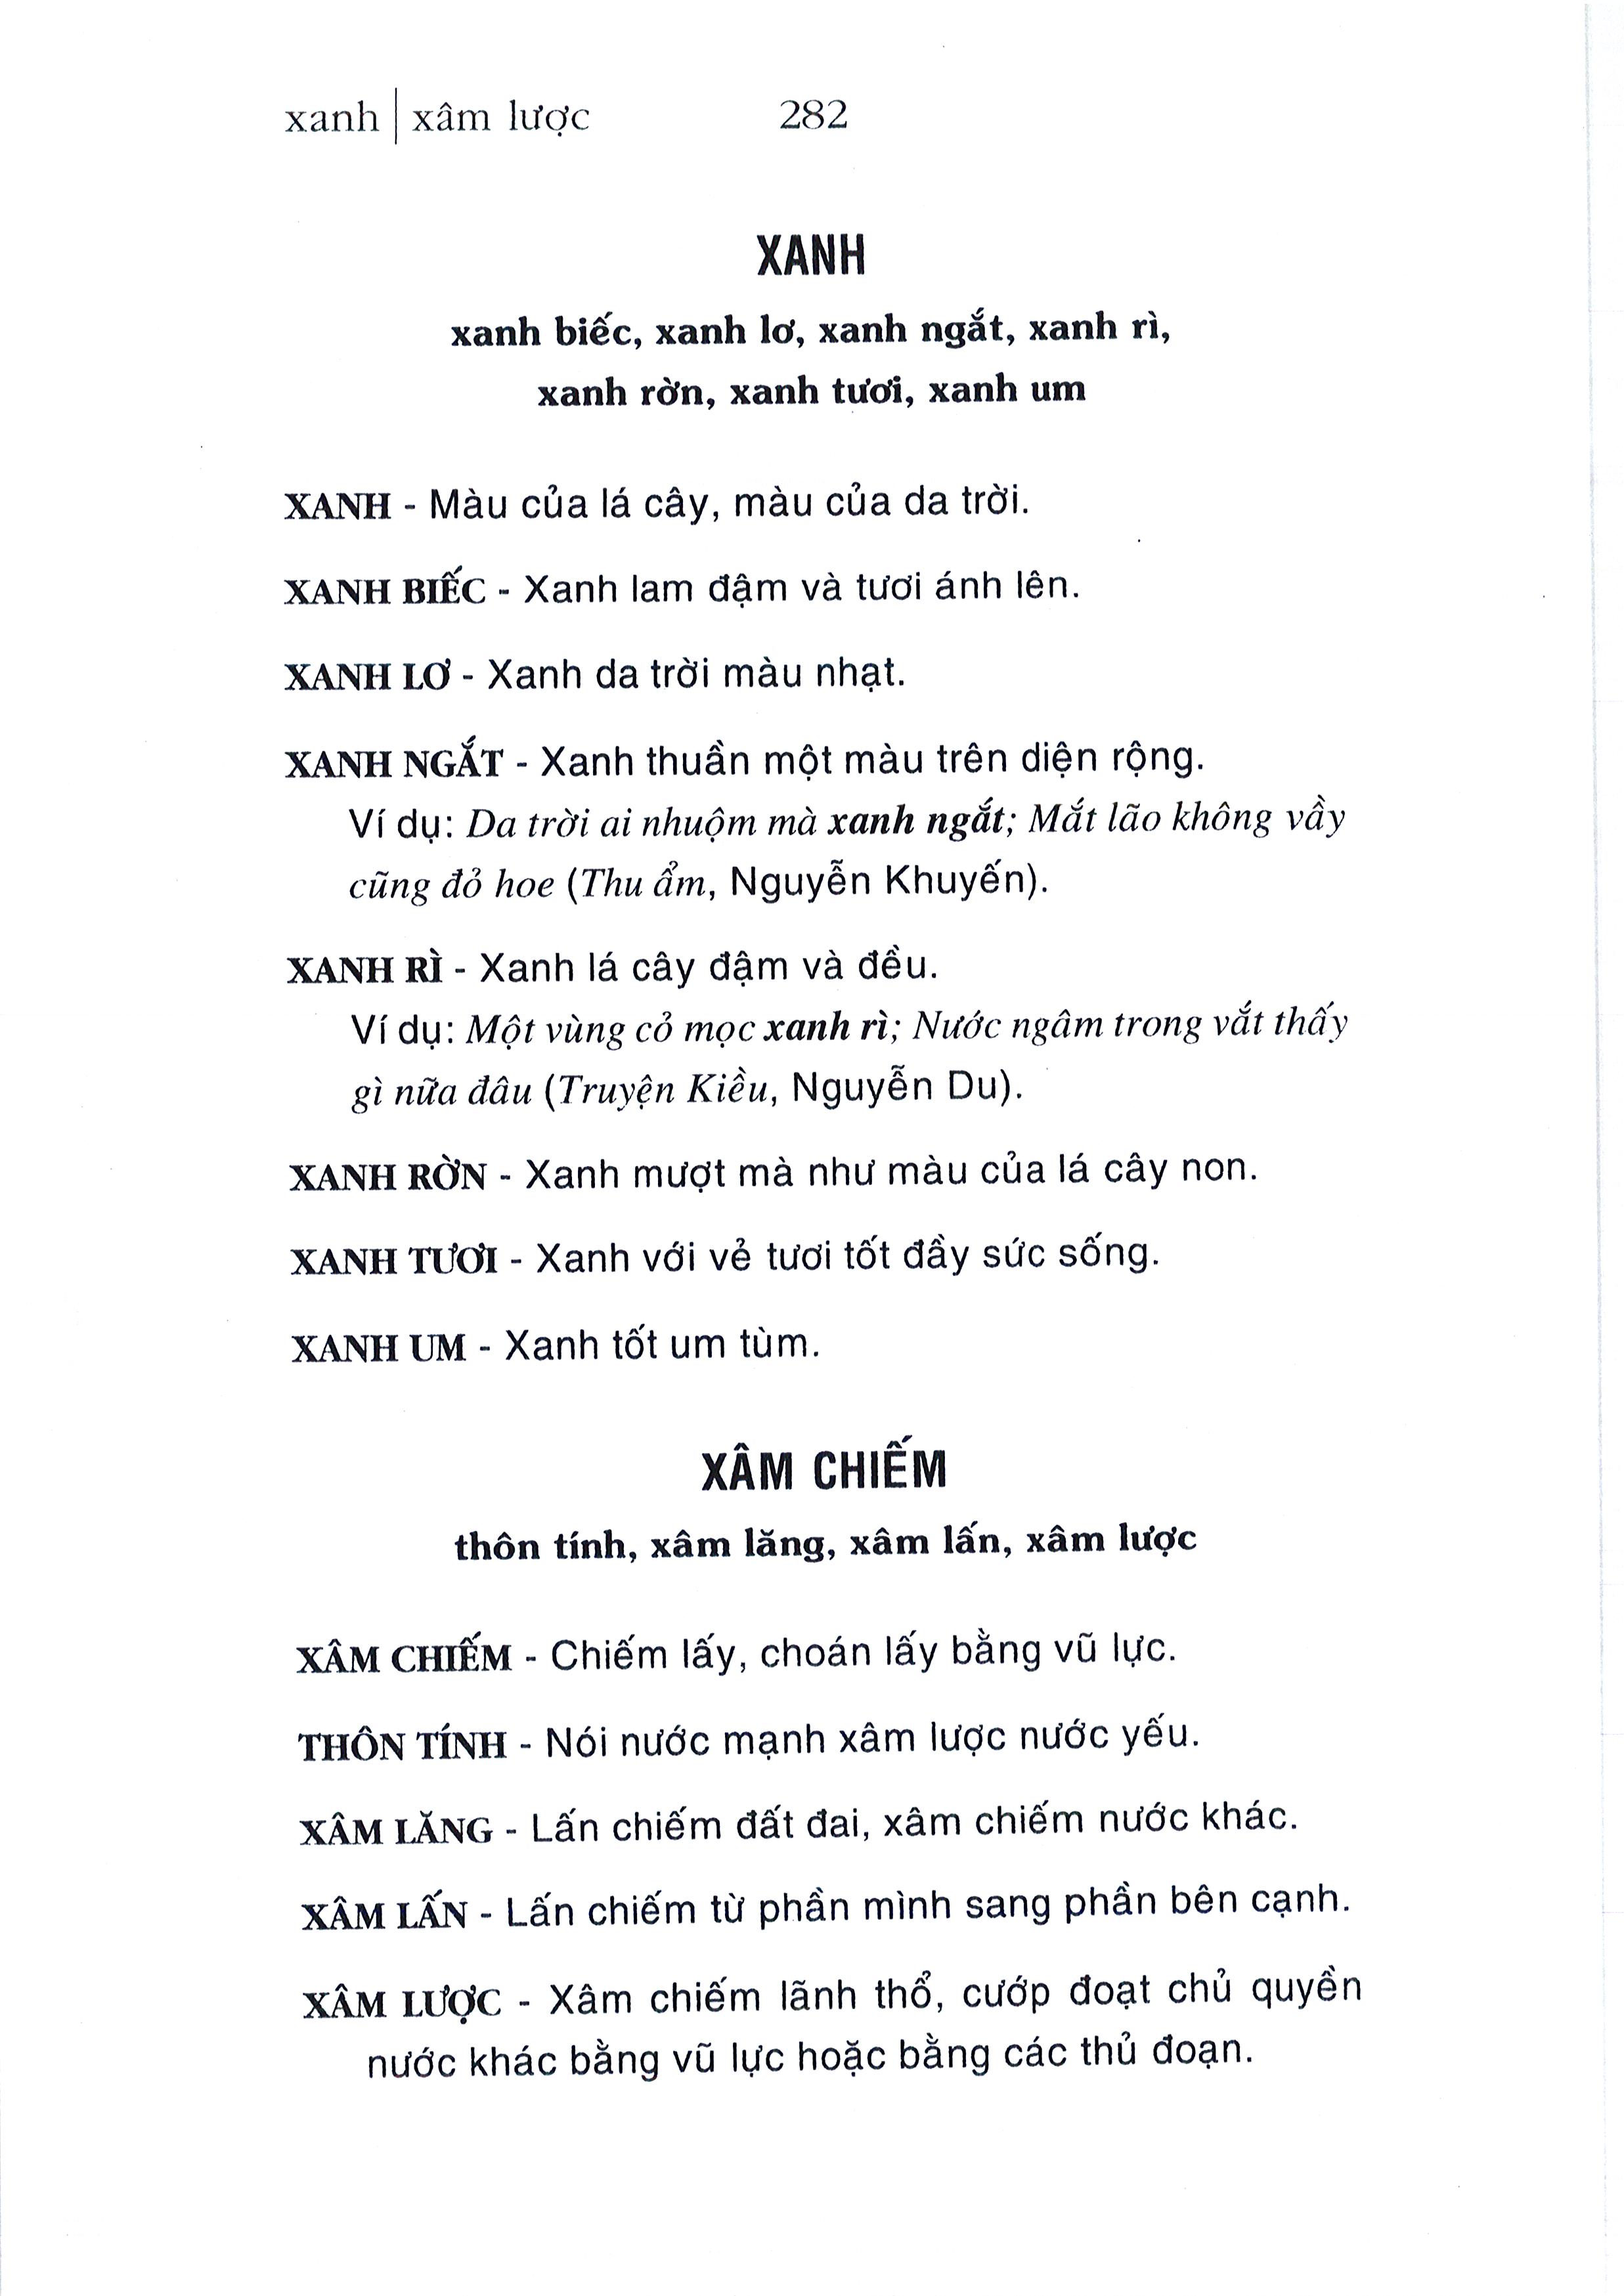 xanh | xâm lược 282
XANH
xanh biếc, xanh lơ, xanh ngắt, xanh rì,
xanh rờn, xanh tươi, xanh um
XANH - Màu của lá cây, màu của da trời.
XANH BIẾC - Xanh lam đậm và tươi ánh lên.
XANH LƠ - Xanh da trời màu nhạt.
XANH NGẮT - Xanh thuần một màu trên diện rộng.
Ví dụ: Da trời ai nhuộm mà xanh ngắt; Mắt lão không vầy
cũng đỏ hoe (Thu ẩm, Nguyễn Khuyến).
XANH RÌ - Xanh lá cây đậm và đều.
Ví dụ: Một vùng cỏ mọc xanh rì; Nước ngâm trong vắt thấy
gì nữa đâu (Truyện Kiều, Nguyễn Du).
XANH RỜN - Xanh mượt mà như màu của lá cây non.
XANH TƯƠI - Xanh với vẻ tươi tốt đầy sức sống.
XANH UM - Xanh tốt um tùm.
XÂM CHIẾM
thôn tính, xâm lăng, xâm lấn, xâm lược
XÂM CHIẾM - Chiếm lấy, choán lấy bằng vũ lực.
THÔN TÍNH - Nói nước mạnh xâm lược nước yếu.
XÂM LĂNG - Lấn chiếm đất đai, xâm chiếm nước khác.
XÂM LẤN - Lấn chiếm từ phần mình sang phần bên cạnh.
XÂM LƯỢC - Xâm chiếm lãnh thổ, cướp đoạt chủ quyền
nước khác bằng vũ lực hoặc bằng các thủ đoạn.